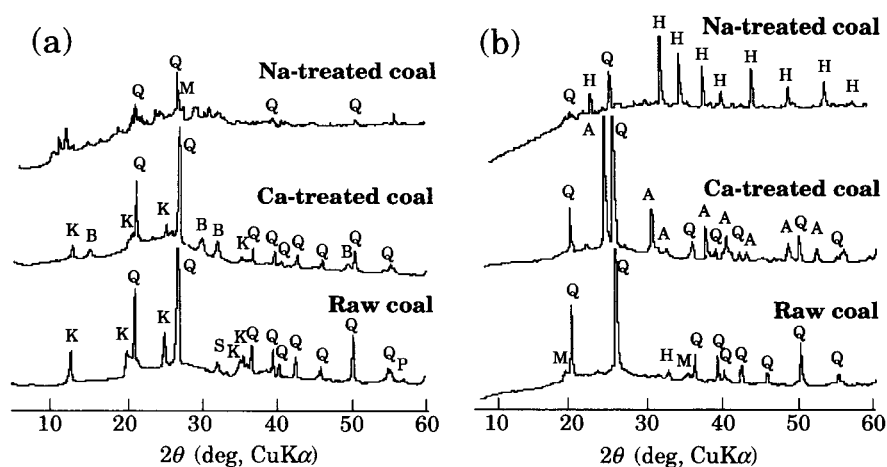 (a)
Na-treated coal
Q Q M Q Q
Ca-treated coal
K B K Q K Q B B K Q Q Q Q Q B Q Q
Raw coal
K K Q K Q S K K Q Q Q Q Q Q Q P
10 20 30 40 50 60
2θ (deg, CuKα)
(b)
Na-treated coal
Q H Q H H H H H H H H
Ca-treated coal
Q A Q A A Q A Q A Q A A Q A Q
Raw coal
M Q Q H M Q Q Q Q Q Q Q
10 20 30 40 50 60
2θ (deg, CuKα)